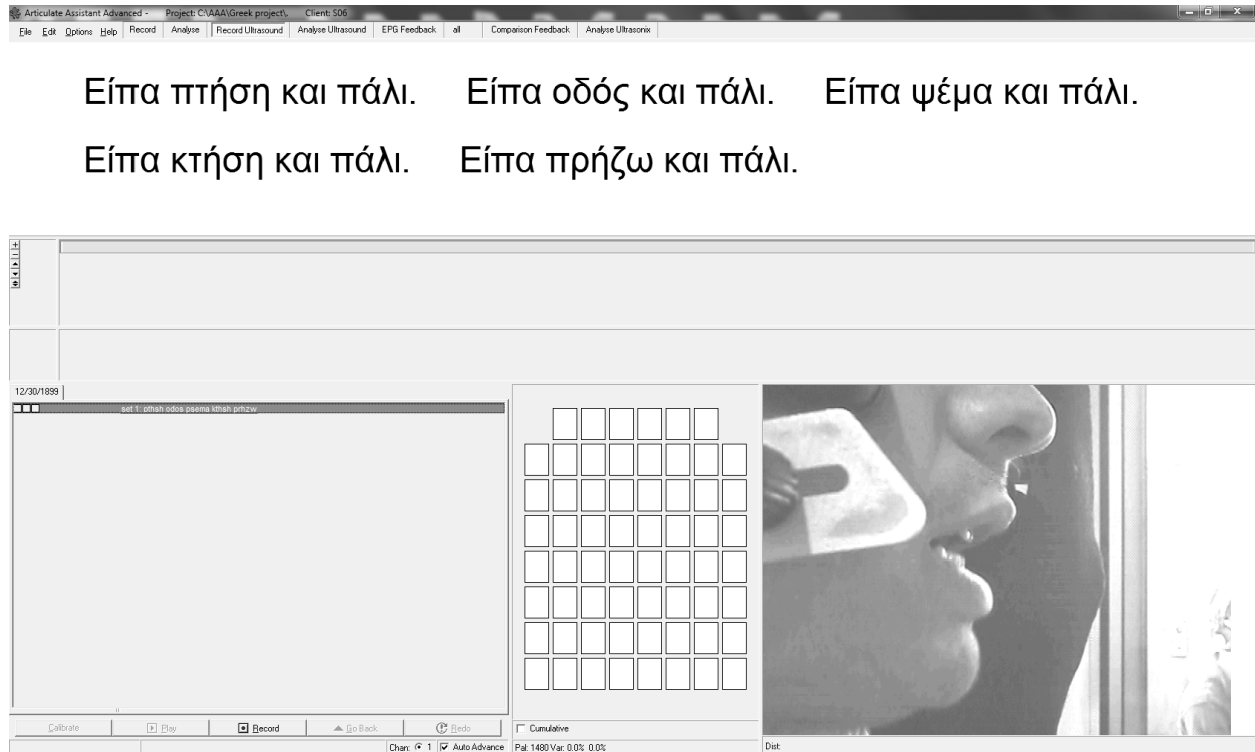 Articulate Assistant Advanced - Project: C:\AAA\Greek project\. Client: S06
File Edit Options Help Record Analyse Record Ultrasound Analyse Ultrasound EPG Feedback all Comparison Feedback Analyse Ultrasonix
Είπα πτήση και πάλι. Είπα οδός και πάλι. Είπα ψέμα και πάλι.
Είπα κτήση και πάλι. Είπα πρήζω και πάλι.
12/30/1899
set 1: pthsh odos psema kthsh prhzw
Calibrate Play Record Go Back Redo
Cumulative
Chan: 1 Auto Advance Pal: 1480 Var: 0.0% 0.0% Dist: